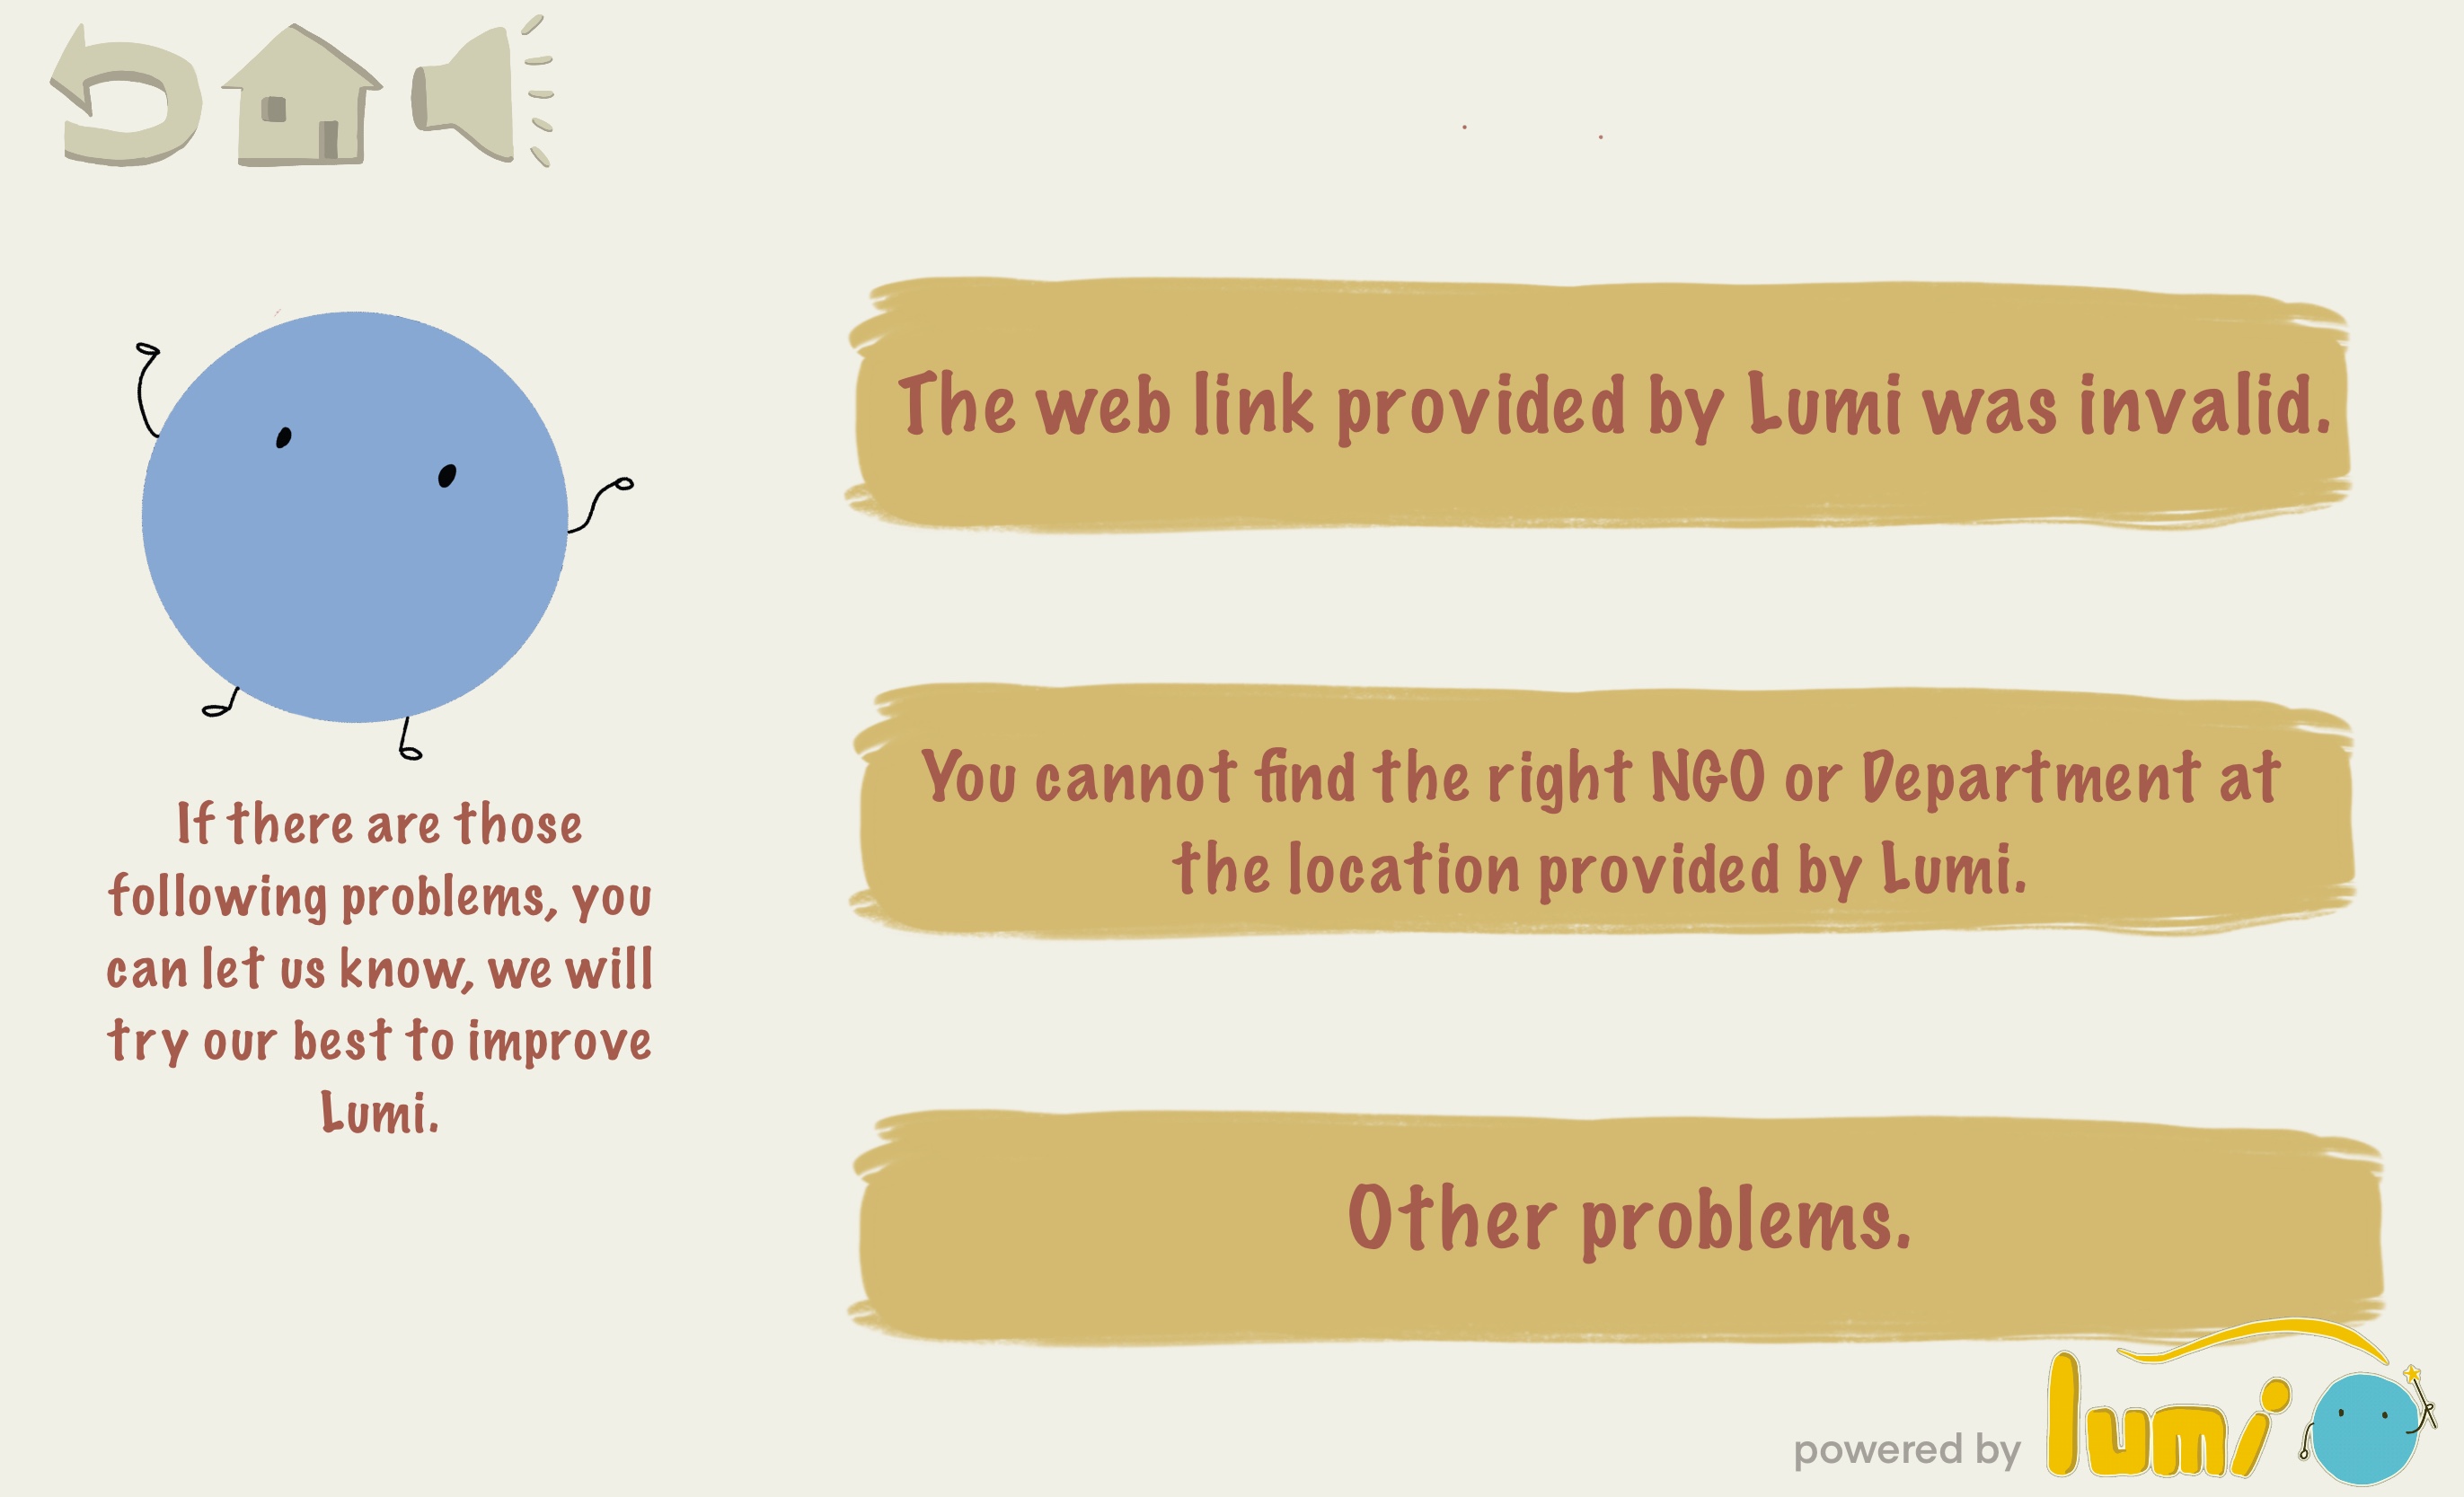 The web link provided by Lumi was invalid.
You cannot find the right NGO or Department at
the location provided by Lumi.
If there are those
following problems, you
can let us know, we will
try our best to improve
Lumi.
Other problems.
powered by lumi